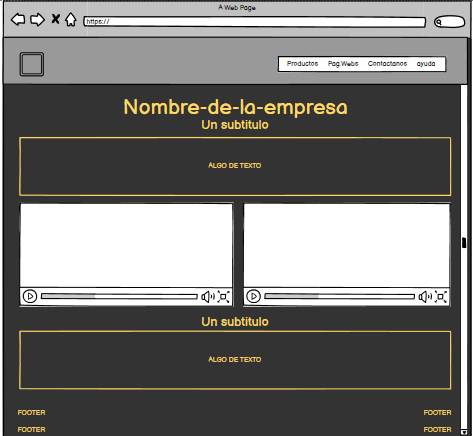 A Web Page
https://
Productos Pag.Webs Contactanos ayuda
Nombre-de-la-empresa
Un subtitulo
ALGO DE TEXTO
Un subtitulo
ALGO DE TEXTO
FOOTER FOOTER
FOOTER FOOTER